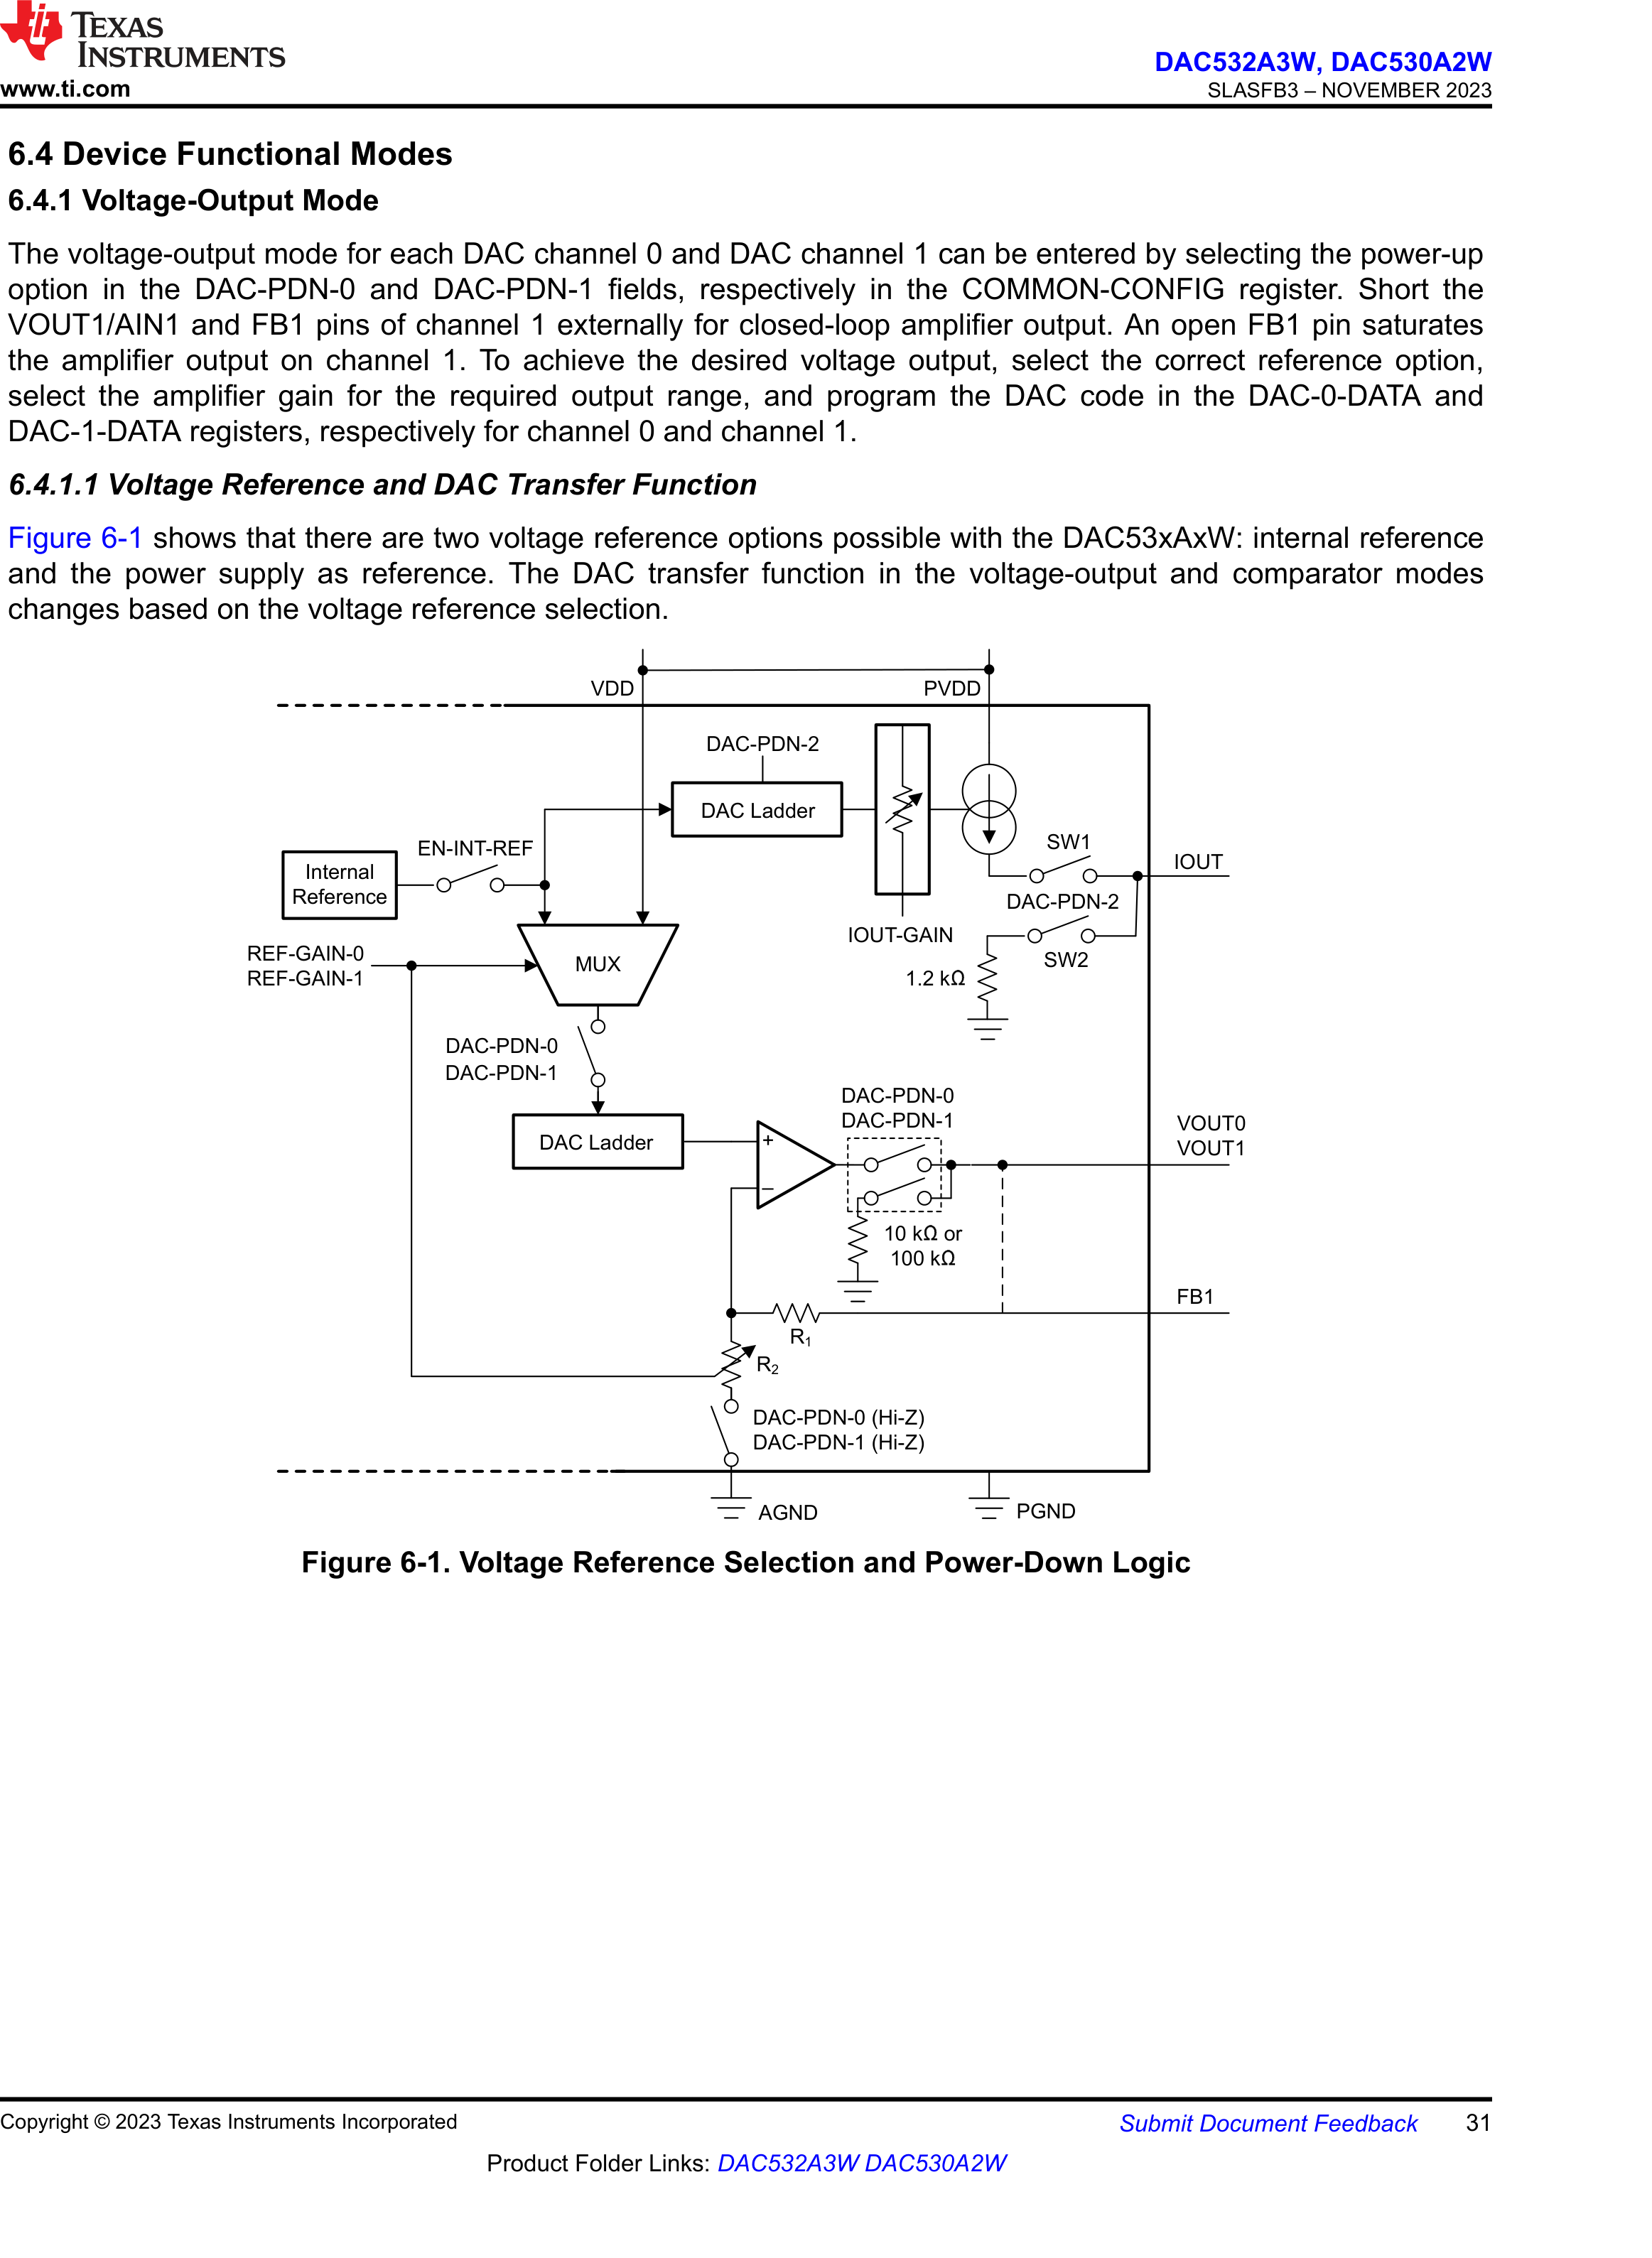 TEXAS
INSTRUMENTS
www.ti.com
DAC532A3W, DAC530A2W
SLASFB3 – NOVEMBER 2023
6.4 Device Functional Modes
6.4.1 Voltage-Output Mode
The voltage-output mode for each DAC channel 0 and DAC channel 1 can be entered by selecting the power-up
option in the DAC-PDN-0 and DAC-PDN-1 fields, respectively in the COMMON-CONFIG register. Short the
VOUT1/AIN1 and FB1 pins of channel 1 externally for closed-loop amplifier output. An open FB1 pin saturates
the amplifier output on channel 1. To achieve the desired voltage output, select the correct reference option,
select the amplifier gain for the required output range, and program the DAC code in the DAC-0-DATA and
DAC-1-DATA registers, respectively for channel 0 and channel 1.
6.4.1.1 Voltage Reference and DAC Transfer Function
Figure 6-1 shows that there are two voltage reference options possible with the DAC53xAxW: internal reference
and the power supply as reference. The DAC transfer function in the voltage-output and comparator modes
changes based on the voltage reference selection.
VDD
PVDD
DAC-PDN-2
DAC Ladder
EN-INT-REF
Internal
Reference
SW1
IOUT
DAC-PDN-2
IOUT-GAIN
SW2
REF-GAIN-0
REF-GAIN-1
MUX
1.2 kΩ
DAC-PDN-0
DAC-PDN-1
DAC-PDN-0
DAC-PDN-1
DAC Ladder
+
–
VOUT0
VOUT1
10 kΩ or
100 kΩ
FB1
R1
R2
DAC-PDN-0 (Hi-Z)
DAC-PDN-1 (Hi-Z)
AGND
PGND
Figure 6-1. Voltage Reference Selection and Power-Down Logic
Copyright © 2023 Texas Instruments Incorporated
Submit Document Feedback
31
Product Folder Links: DAC532A3W DAC530A2W